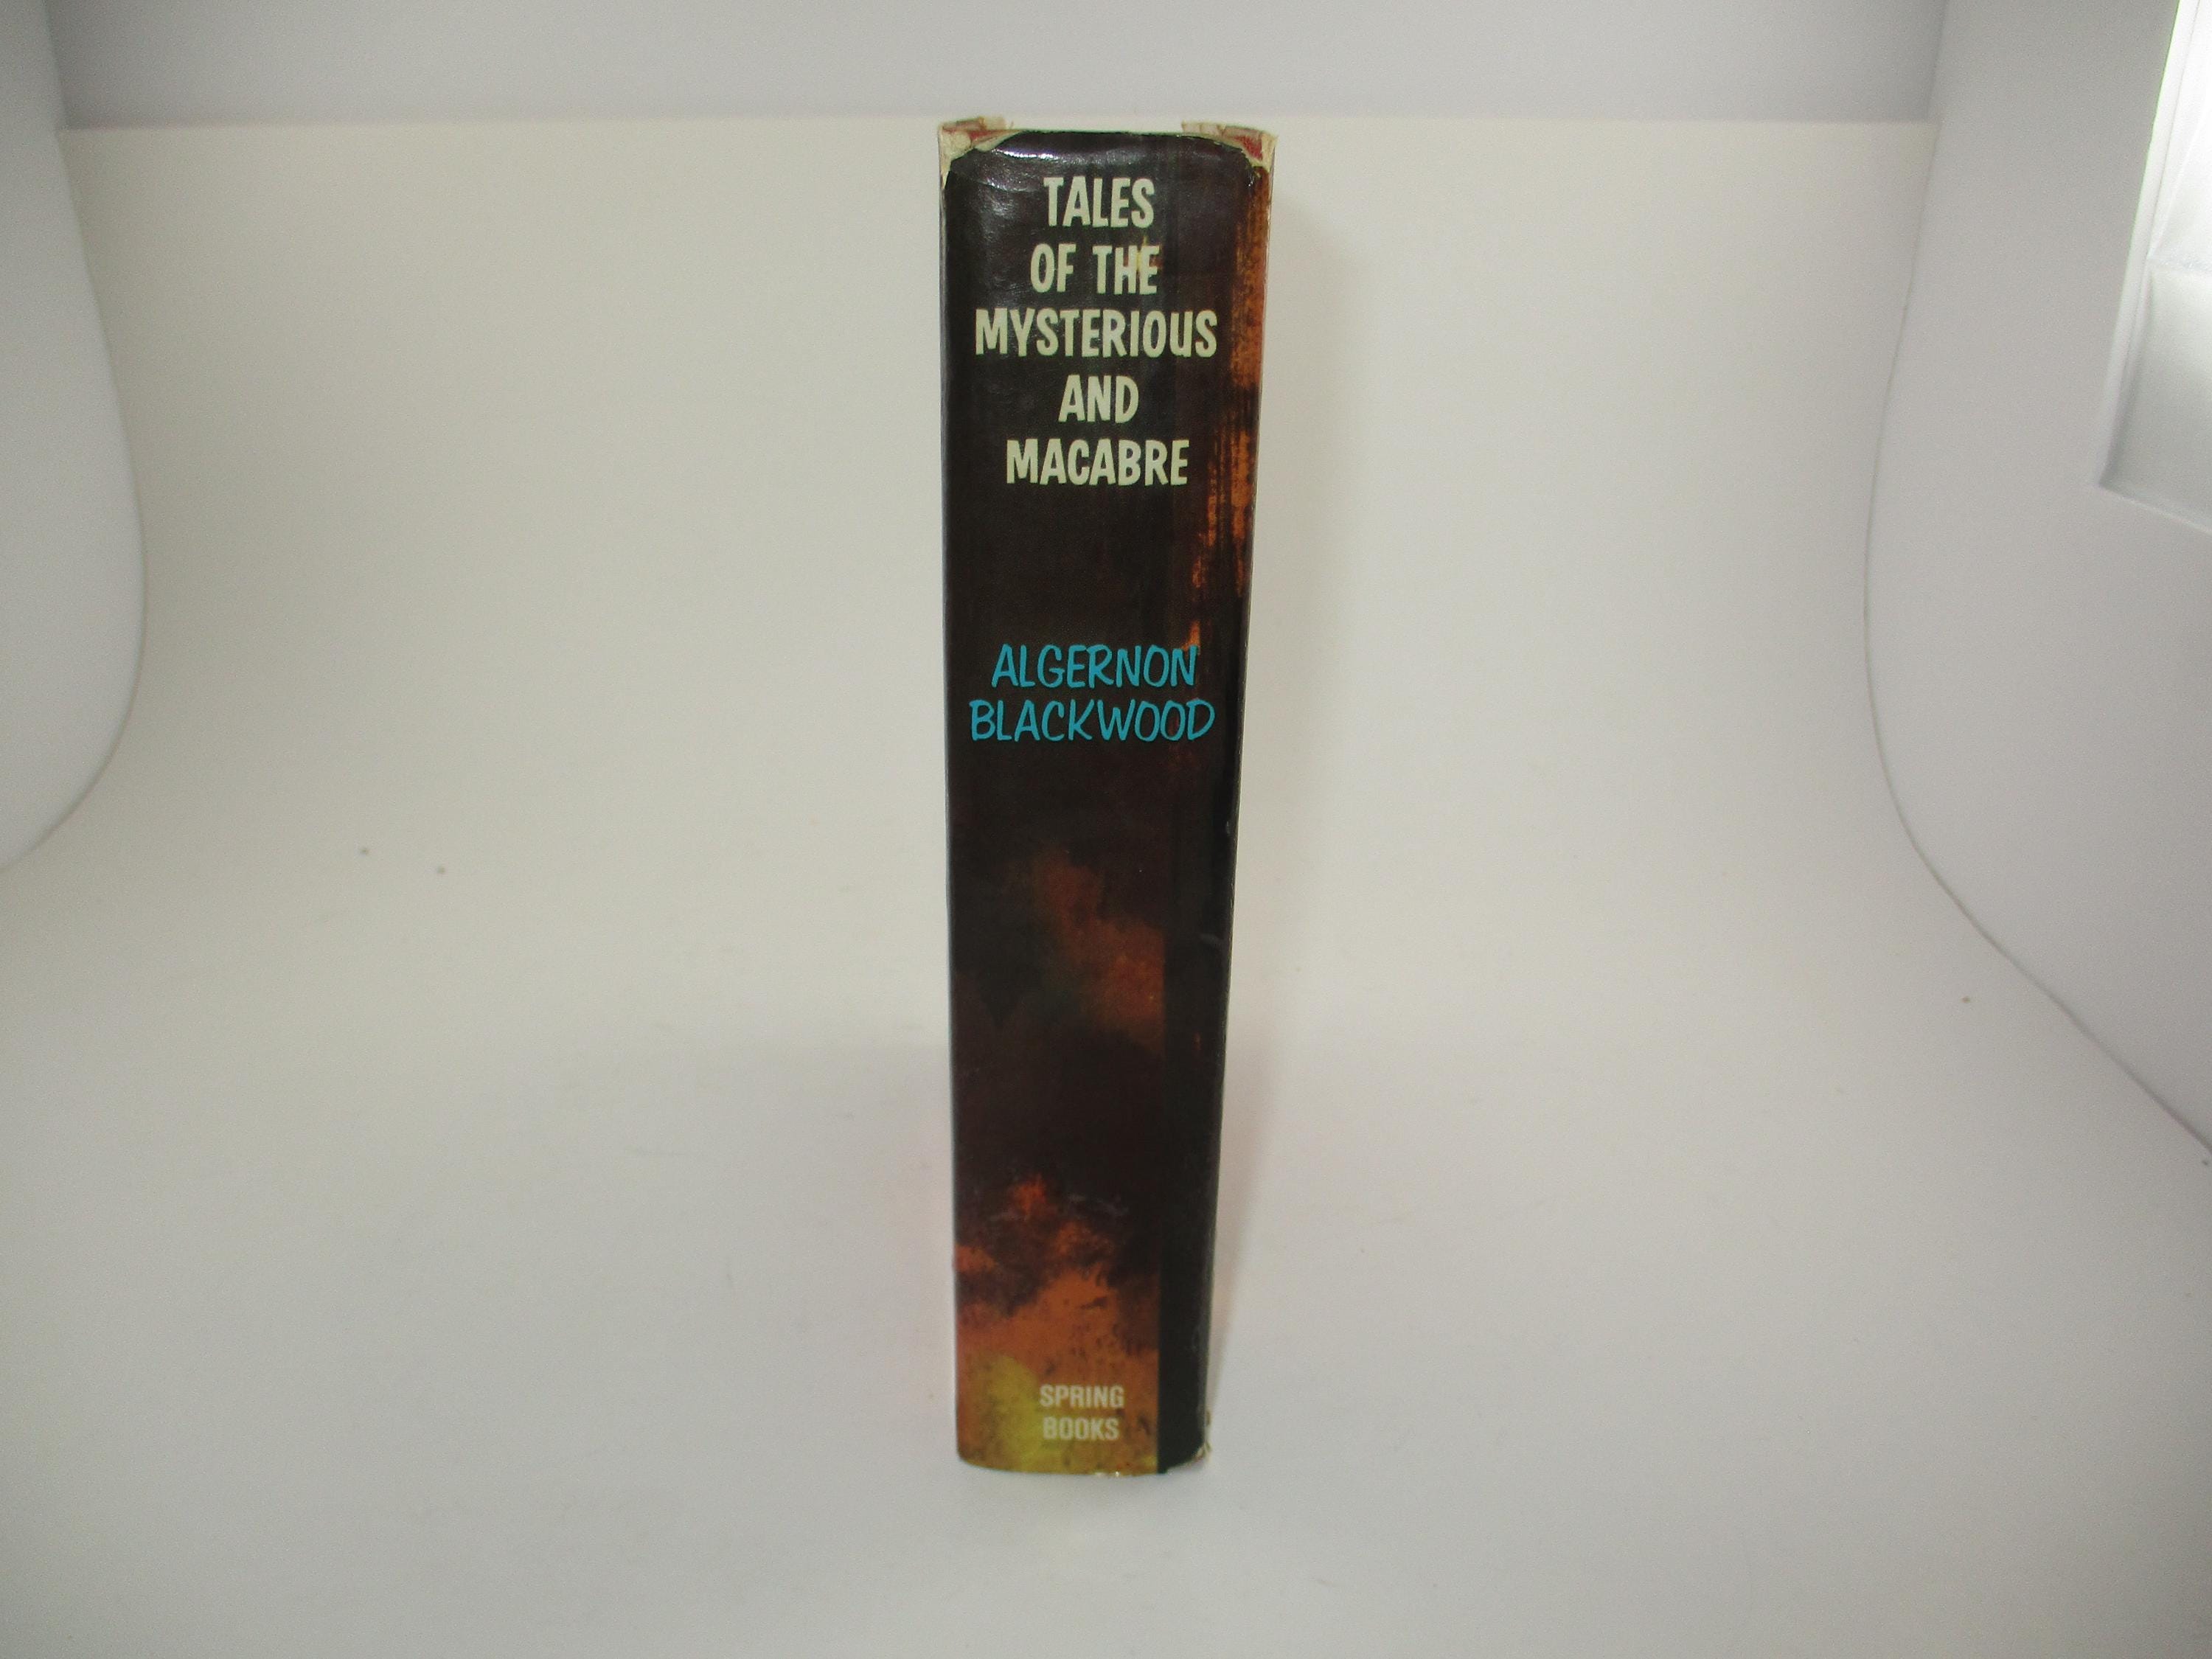 TALES
OF THE
MYSTERIOUS
AND
MACABRE
ALGERNON
BLACKWOOD
SPRING
BOOKS